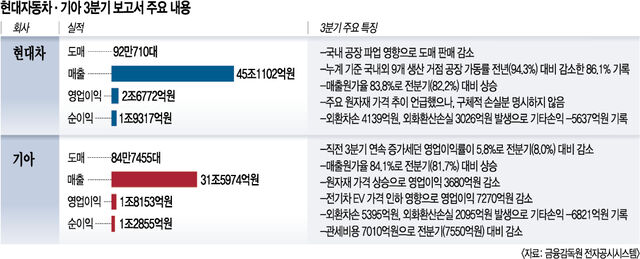 현대자동차·기아 3분기 보고서 주요 내용
회사
실적
3분기 주요 특징
현대차
도매 92만710대
매출 45조1102억원
영업이익 2조6772억원
순이익 1조9317억원
–국내 공장 파업 영향으로 도매 판매 감소
–누계 기준 국내외 9개 생산 거점 공장 가동률 전년(94.3%) 대비 감소한 86.1% 기록
–매출원가율 83.8%로 전분기(82.2%) 대비 상승
–주요 원자재 가격 추이 언급했으나, 구체적 손실분 명시하지 않음
–외환차손 4139억원, 외화환산손실 3026억원 발생으로 기타손익 -5637억원 기록
기아
도매 84만7455대
매출 31조5974억원
영업이익 1조8153억원
순이익 1조2855억원
–직전 3분기 연속 증가세던 영업이익률이 5.8%로 전분기(8.0%) 대비 감소
–매출원가율 84.1%로 전분기(81.7%) 대비 상승
–원자재 가격 상승으로 영업이익 3680억원 감소
–전기차 EV 가격 인하 영향으로 영업이익 7270억원 감소
–외환차손 5395억원, 외화환산손실 2095억원 발생으로 기타손익 -6821억원 기록
–관세비용 7010억원으로 전분기(7550억원) 대비 감소
〈자료: 금융감독원 전자공시시스템〉